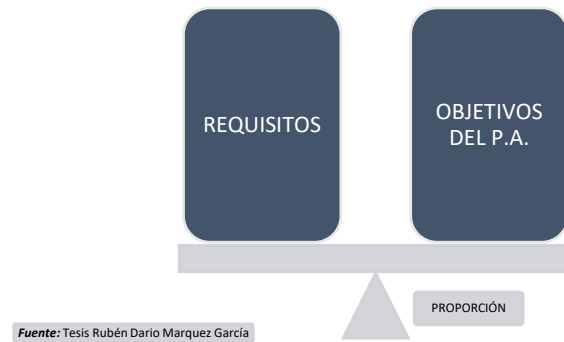 REQUISITOS
OBJETIVOS
DEL P.A.
PROPORCIÓN
Fuente: Tesis Rubén Dario Marquez García